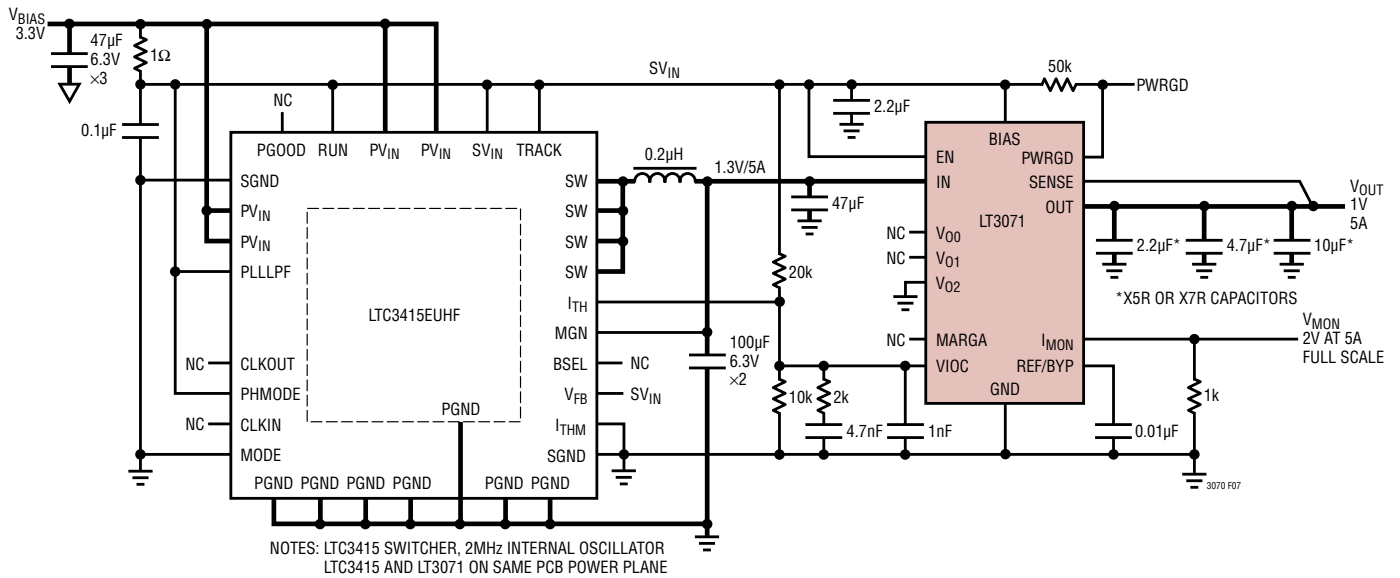 VBIAS
3.3V
47µF
6.3V
×3
1Ω
0.1µF
NC
PGOOD
RUN
PVIN
PVIN
SVIN
TRACK
SGND
PVIN
PVIN
PLLLPF
NC
CLKOUT
PHMODE
NC
CLKIN
MODE
LTC3415EUHF
PGND
PGND
PGND
PGND
PGND
PGND
PGND
SW
SW
SW
SW
ITH
MGN
BSEL
NC
VFB
SVIN
ITHM
SGND
0.2µH
1.3V/5A
SVIN
2.2µF
50k
PWRGD
47µF
20k
100µF
6.3V
×2
10k
2k
4.7nF
1nF
BIAS
EN
IN
PWRGD
SENSE
OUT
LT3071
NC
VO0
NC
VO1
VO2
NC
MARGA
VIOC
IMON
REF/BYP
GND
VOUT
1V
5A
2.2µF*
4.7µF*
10µF*
*X5R OR X7R CAPACITORS
VMON
2V AT 5A
FULL SCALE
1k
0.01µF
3070 F07
NOTES: LTC3415 SWITCHER, 2MHz INTERNAL OSCILLATOR
LTC3415 AND LT3071 ON SAME PCB POWER PLANE